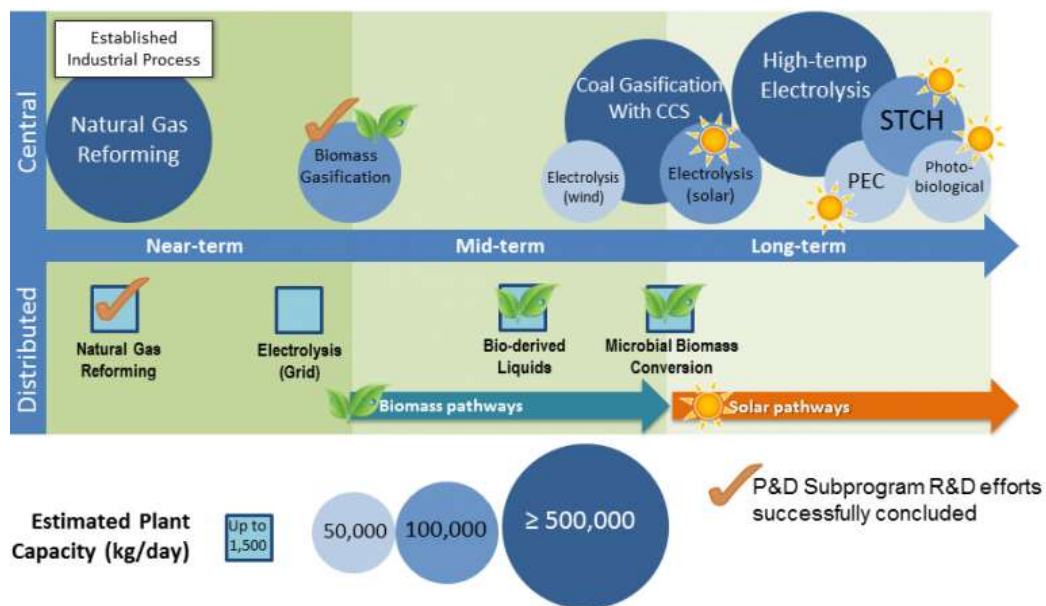 Central
Established
Industrial Process
Natural Gas
Reforming
Biomass
Gasification
Coal Gasification
With CCS
Electrolysis
(wind)
Electrolysis
(solar)
High-temp
Electrolysis
STCH
PEC
Photo-
biological
Near-term
Mid-term
Long-term
Distributed
Natural Gas
Reforming
Electrolysis
(Grid)
Bio-derived
Liquids
Microbial Biomass
Conversion
Biomass pathways
Solar pathways
Estimated Plant
Capacity (kg/day)
Up to
1,500
50,000
100,000
≥ 500,000
P&D Subprogram R&D efforts
successfully concluded